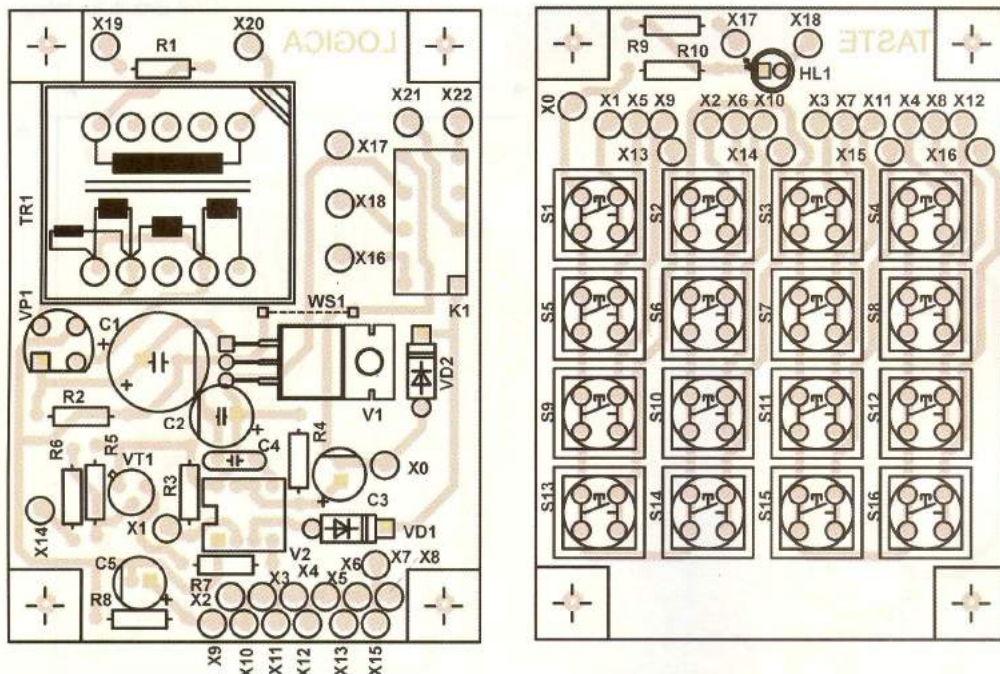 X19
X20
R1
LOGICA
X21
X22
X17
TR1
X18
X16
VP1
WS1
K1
C1
+
+
VD2
R2
C2
V1
+
R6
R5
VT1
R3
C4
R4
X0
C3
+
X14
X1
VD1
V2
C5
R7
X3
X4
X5
X6
X7
X8
R8
+
X2
X9
X10
X11
X12
X13
X15
X17
X18
TASTE
R9
R10
HL1
X0
X1
X5
X9
X2
X6
X10
X3
X7
X11
X4
X8
X12
X13
X14
X15
X16
S1
S2
S3
S4
S5
S6
S7
S8
S9
S10
S11
S12
S13
S14
S15
S16